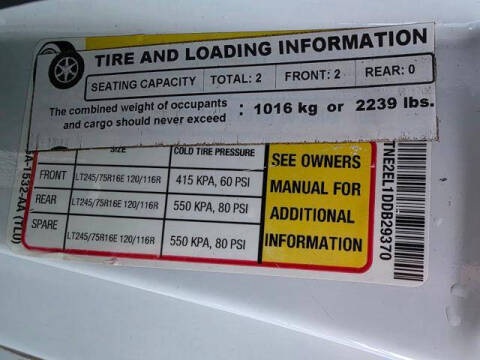 TIRE AND LOADING INFORMATION
SEATING CAPACITY TOTAL: 2 FRONT: 2 REAR: 0
The combined weight of occupants
and cargo should never exceed : 1016 kg or 2239 lbs.
SIZE COLD TIRE PRESSURE
FRONT LT245/75R16E 120/116R 415 KPA, 60 PSI
REAR LT245/75R16E 120/116R 550 KPA, 80 PSI
SPARE LT245/75R16E 120/116R 550 KPA, 80 PSI
SEE OWNERS
MANUAL FOR
ADDITIONAL
INFORMATION
TNE2EL1DDB29370
A-1532-AA (TL0)